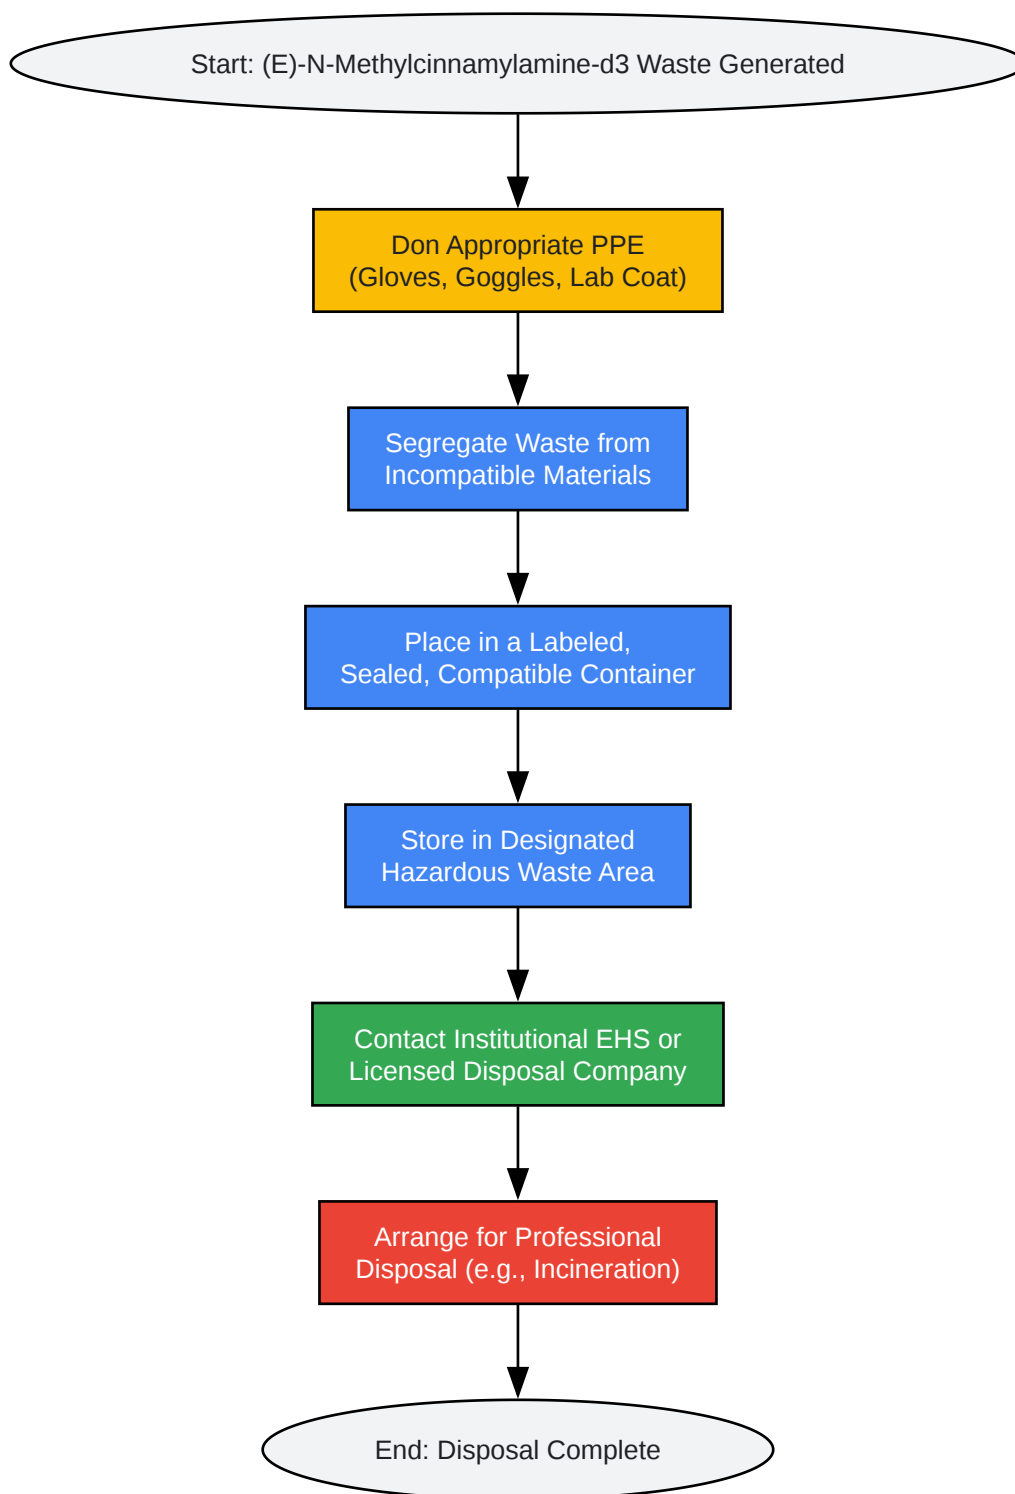 Start: (E)-N-Methylcinnamylamine-d3 Waste Generated
Don Appropriate PPE
(Gloves, Goggles, Lab Coat)
Segregate Waste from
Incompatible Materials
Place in a Labeled,
Sealed, Compatible Container
Store in Designated
Hazardous Waste Area
Contact Institutional EHS or
Licensed Disposal Company
Arrange for Professional
Disposal (e.g., Incineration)
End: Disposal Complete